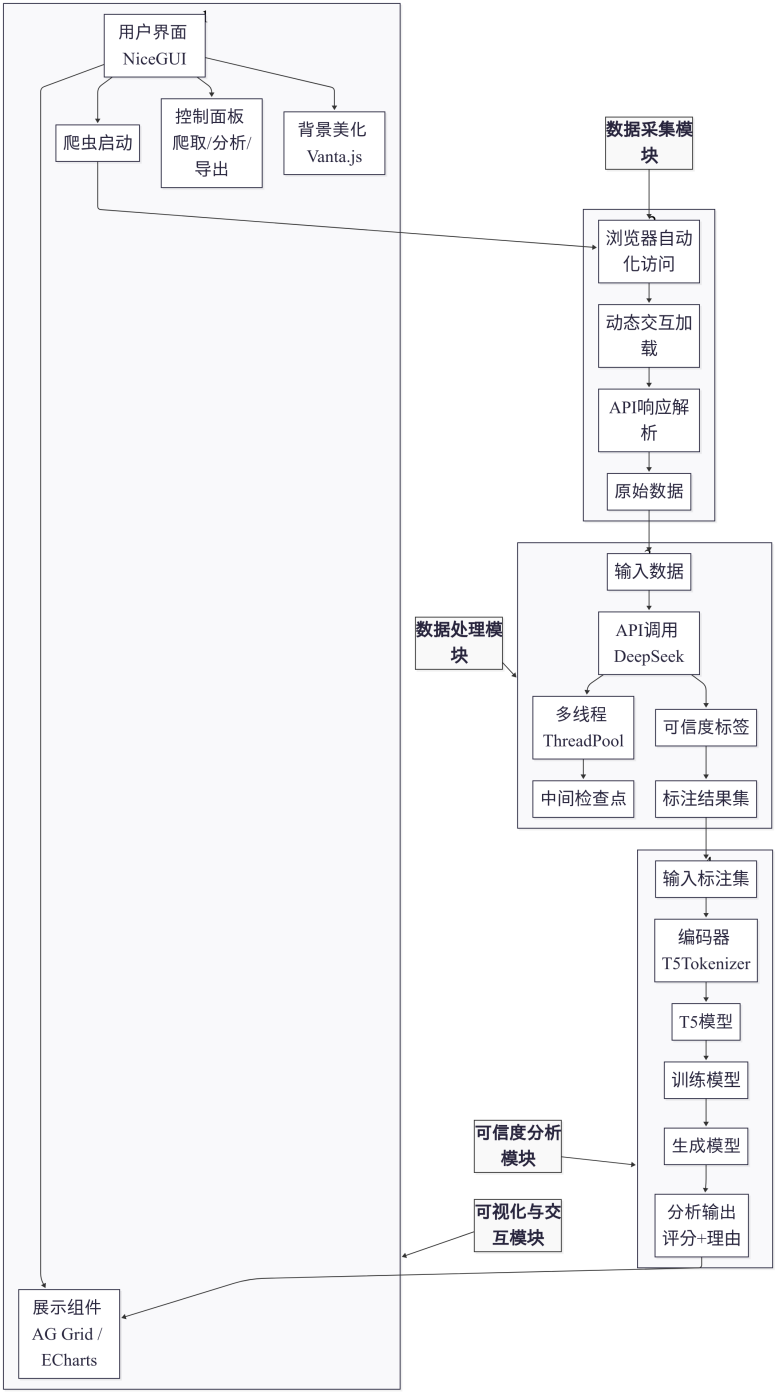 用户界面
NiceGUI
爬虫启动
控制面板
爬取/分析/
导出
背景美化
Vanta.js
数据采集模
块
浏览器自动
化访问
动态交互加
载
API响应解
析
原始数据
输入数据
数据处理模
块
API调用
DeepSeek
多线程
ThreadPool
可信度标签
中间检查点
标注结果集
输入标注集
编码器
T5Tokenizer
T5模型
训练模型
可信度分析
模块
生成模型
可视化与交
互模块
分析输出
评分+理由
展示组件
AG Grid /
ECharts